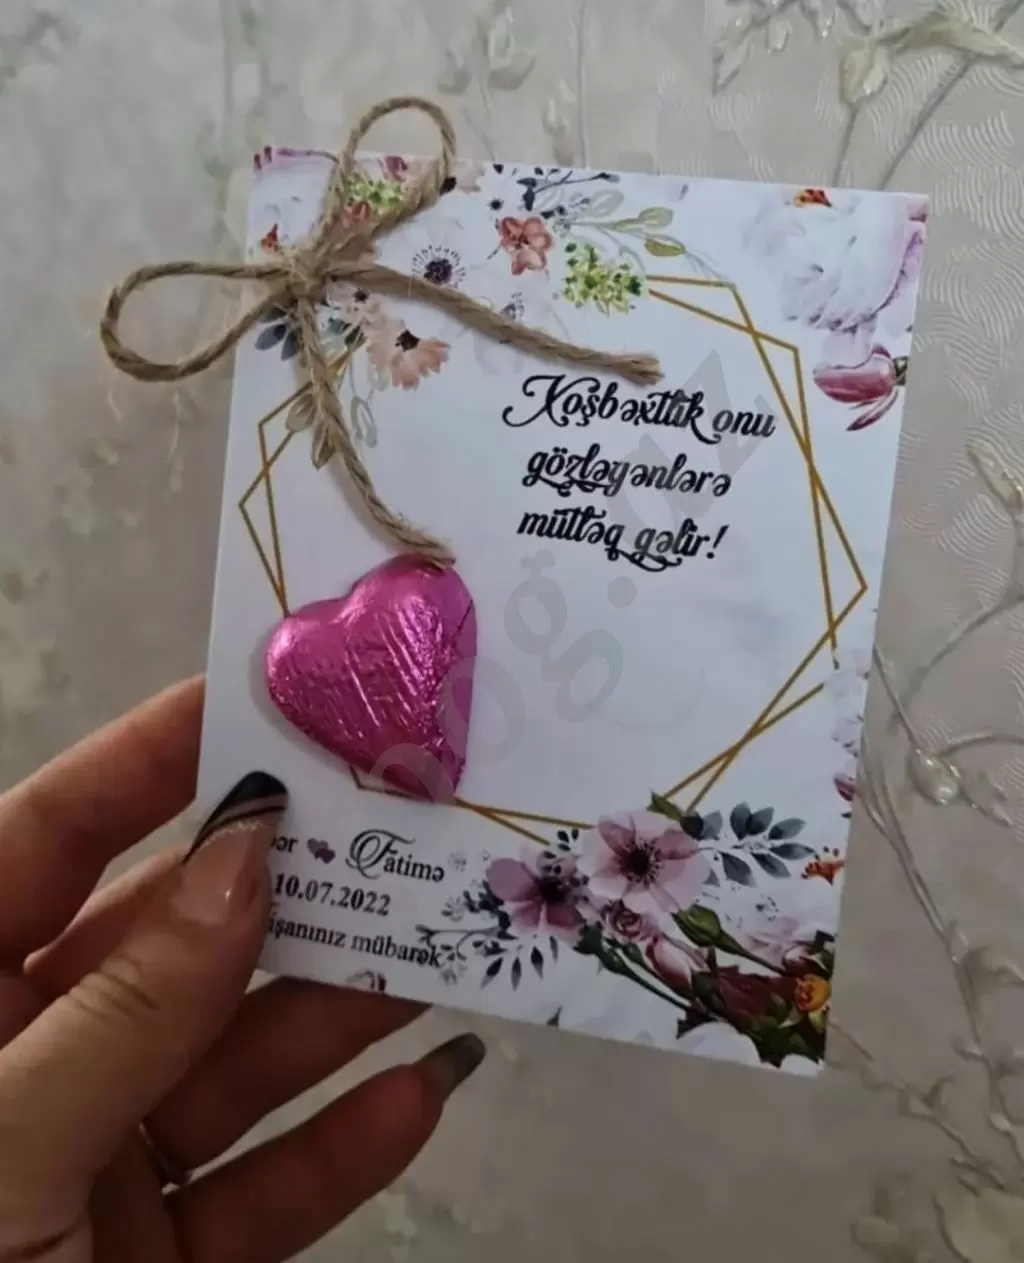 Xoşbəxtlik onu
gözləyənlərə
mütləq gəlir!
Fatimə
10.07.2022
mübarək